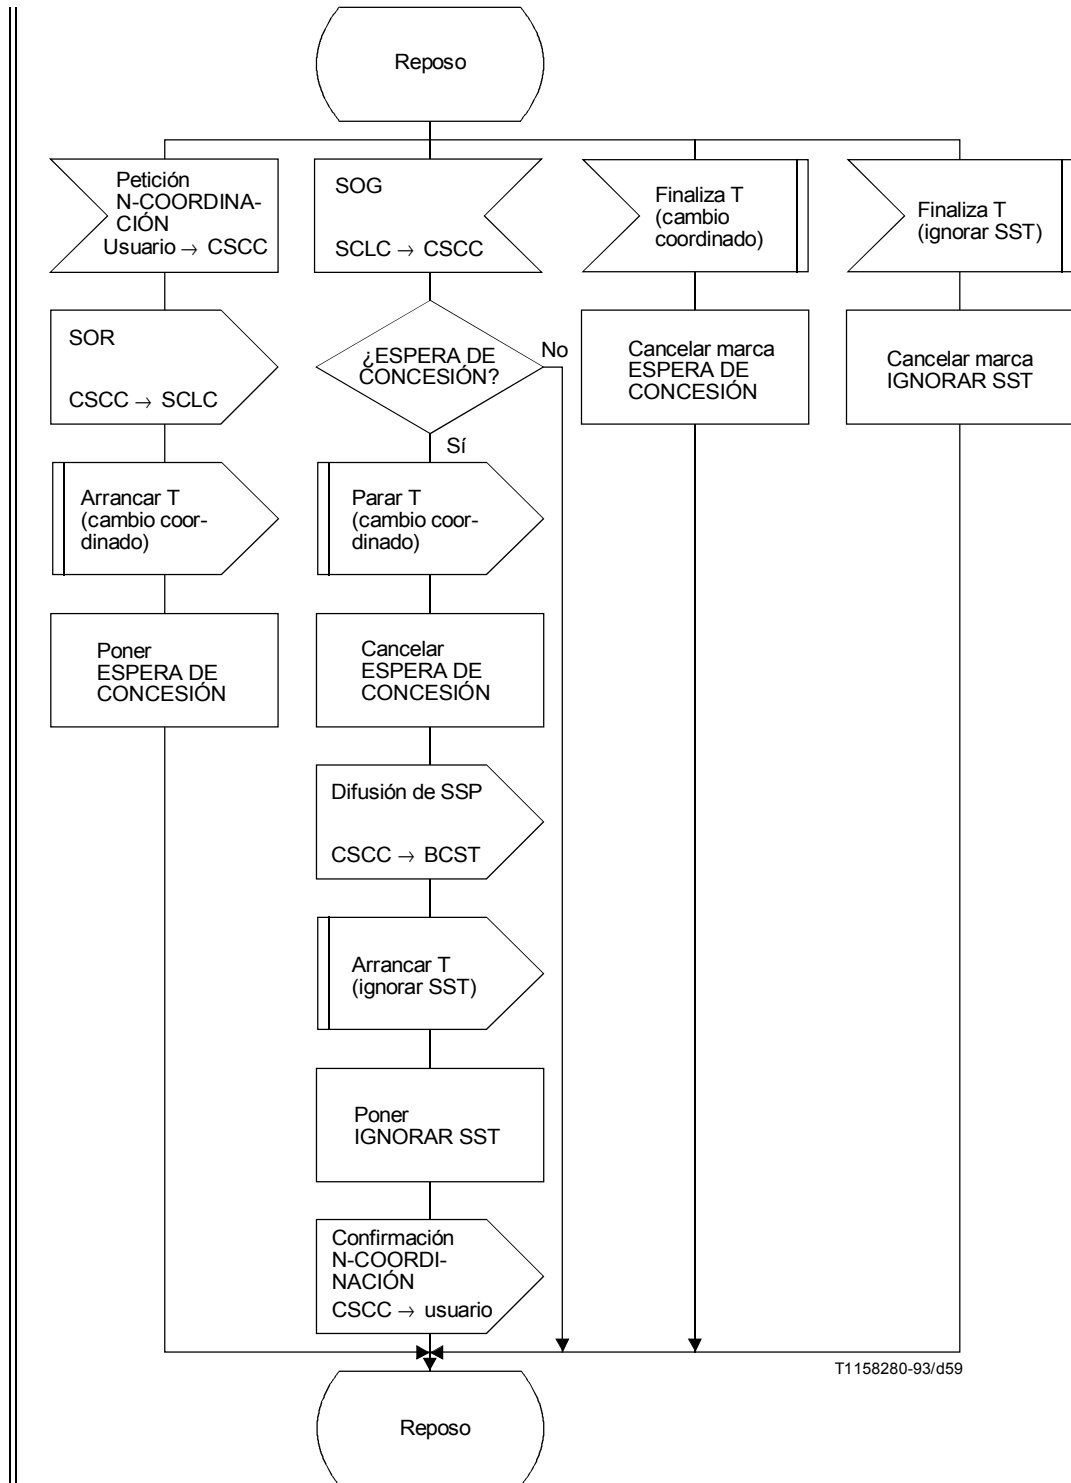 Reposo
Petición
N-COORDINA-
CIÓN
Usuario → CSCC
SOG
SCLC → CSCC
Finaliza T
(cambio
coordinado)
Finaliza T
(ignorar SST)
SOR
CSCC → SCLC
¿ESPERA DE
CONCESIÓN?
No
Sí
Cancelar marca
ESPERA DE
CONCESIÓN
Cancelar marca
IGNORAR SST
Arrancar T
(cambio coor-
dinado)
Parar T
(cambio coor-
dinado)
Poner
ESPERA DE
CONCESIÓN
Cancelar
ESPERA DE
CONCESIÓN
Difusión de SSP
CSCC → BCST
Arrancar T
(ignorar SST)
Poner
IGNORAR SST
Confirmación
N-COORDI-
NACIÓN
CSCC → usuario
T1158280-93/d59
Reposo